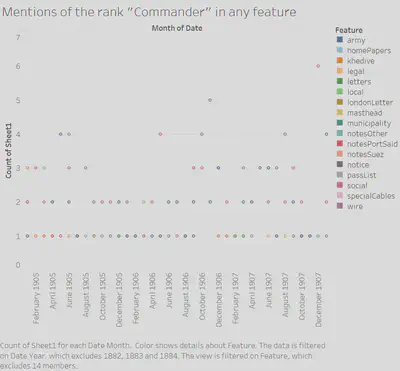 Mentions of the rank "Commander" in any feature
Month of Date
Feature
army
homePapers
khedive
legal
letters
local
londonLetter
masthead
municipality
notesOther
notesPortSaid
notesSuez
notice
passList
social
specialCables
wire
Count of Sheet1
7
6
5
4
3
2
1
0
February 1905
April 1905
June 1905
August 1905
October 1905
December 1905
February 1906
April 1906
June 1906
August 1906
October 1906
December 1906
February 1907
April 1907
June 1907
August 1907
October 1907
December 1907
Count of Sheet1 for each Date Month. Color shows details about Feature. The data is filtered
on Date Year, which excludes 1882, 1883 and 1884. The view is filtered on Feature, which
excludes 14 members.